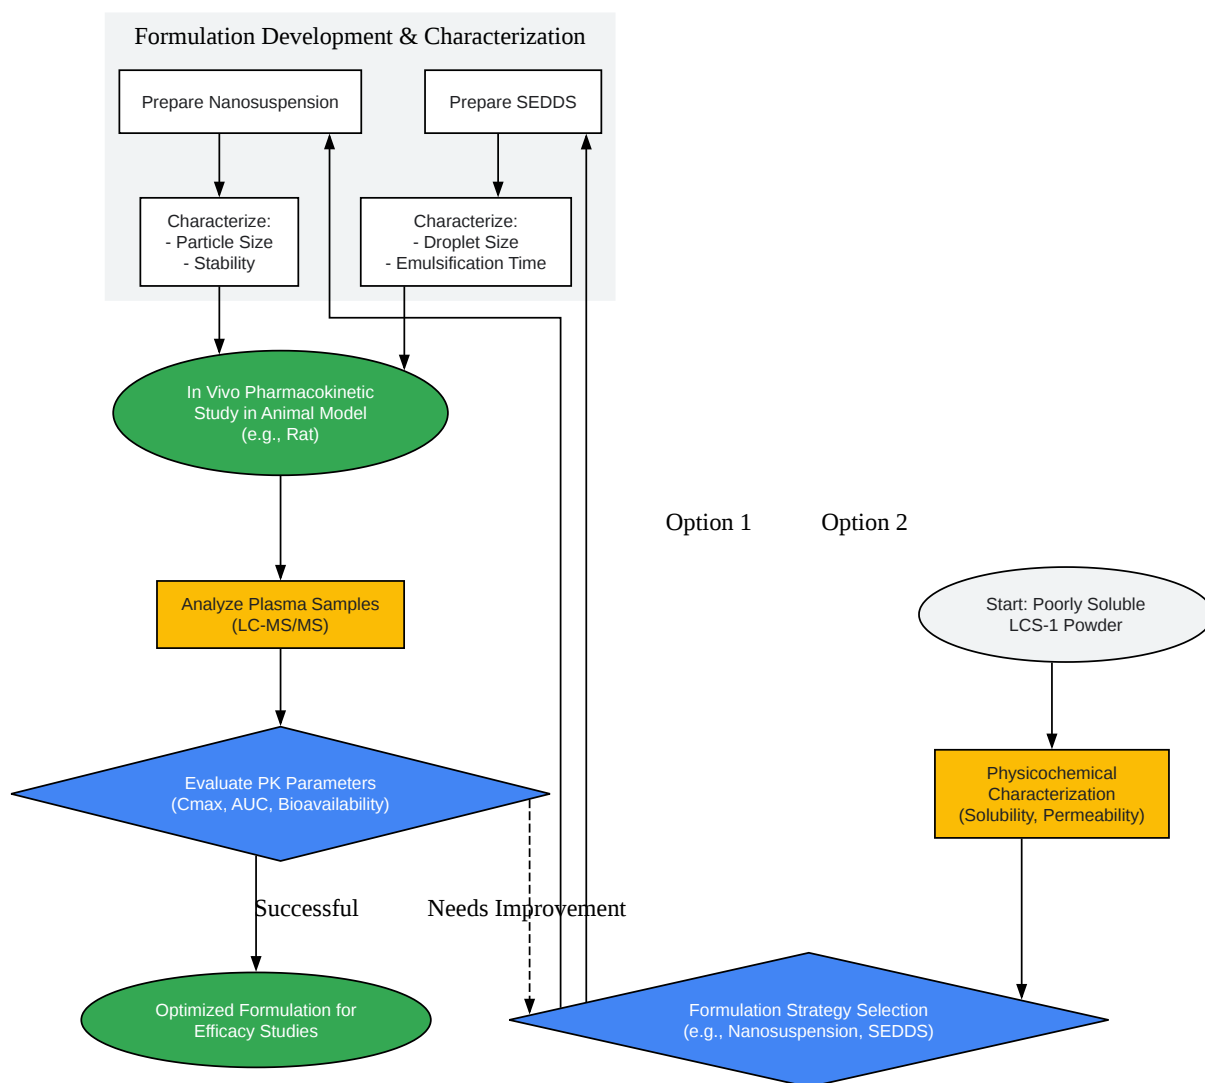 Formulation Development & Characterization
Prepare Nanosuspension
Prepare SEDDS
Characterize:
- Particle Size
- Stability
Characterize:
- Droplet Size
- Emulsification Time
In Vivo Pharmacokinetic
Study in Animal Model
(e.g., Rat)
Option 1
Option 2
Analyze Plasma Samples
(LC-MS/MS)
Start: Poorly Soluble
LCS-1 Powder
Evaluate PK Parameters
(Cmax, AUC, Bioavailability)
Physicochemical
Characterization
(Solubility, Permeability)
Successful
Needs Improvement
Optimized Formulation for
Efficacy Studies
Formulation Strategy Selection
(e.g., Nanosuspension, SEDDS)